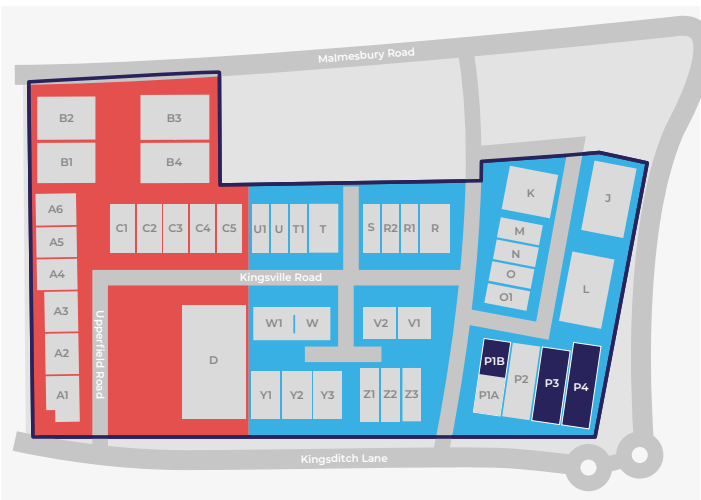 Malmesbury Road
B2
B3
B1
B4
K
J
A6
A5
A4
C1
C2
C3
C4
C5
U1
U
T1
T
S
R2
R1
R
M
N
O
O1
L
Kingsville Road
A3
A2
A1
Upperfield Road
D
W1
W
V2
V1
Y1
Y2
Y3
Z1
Z2
Z3
P1B
P1A
P2
P3
P4
Kingsditch Lane